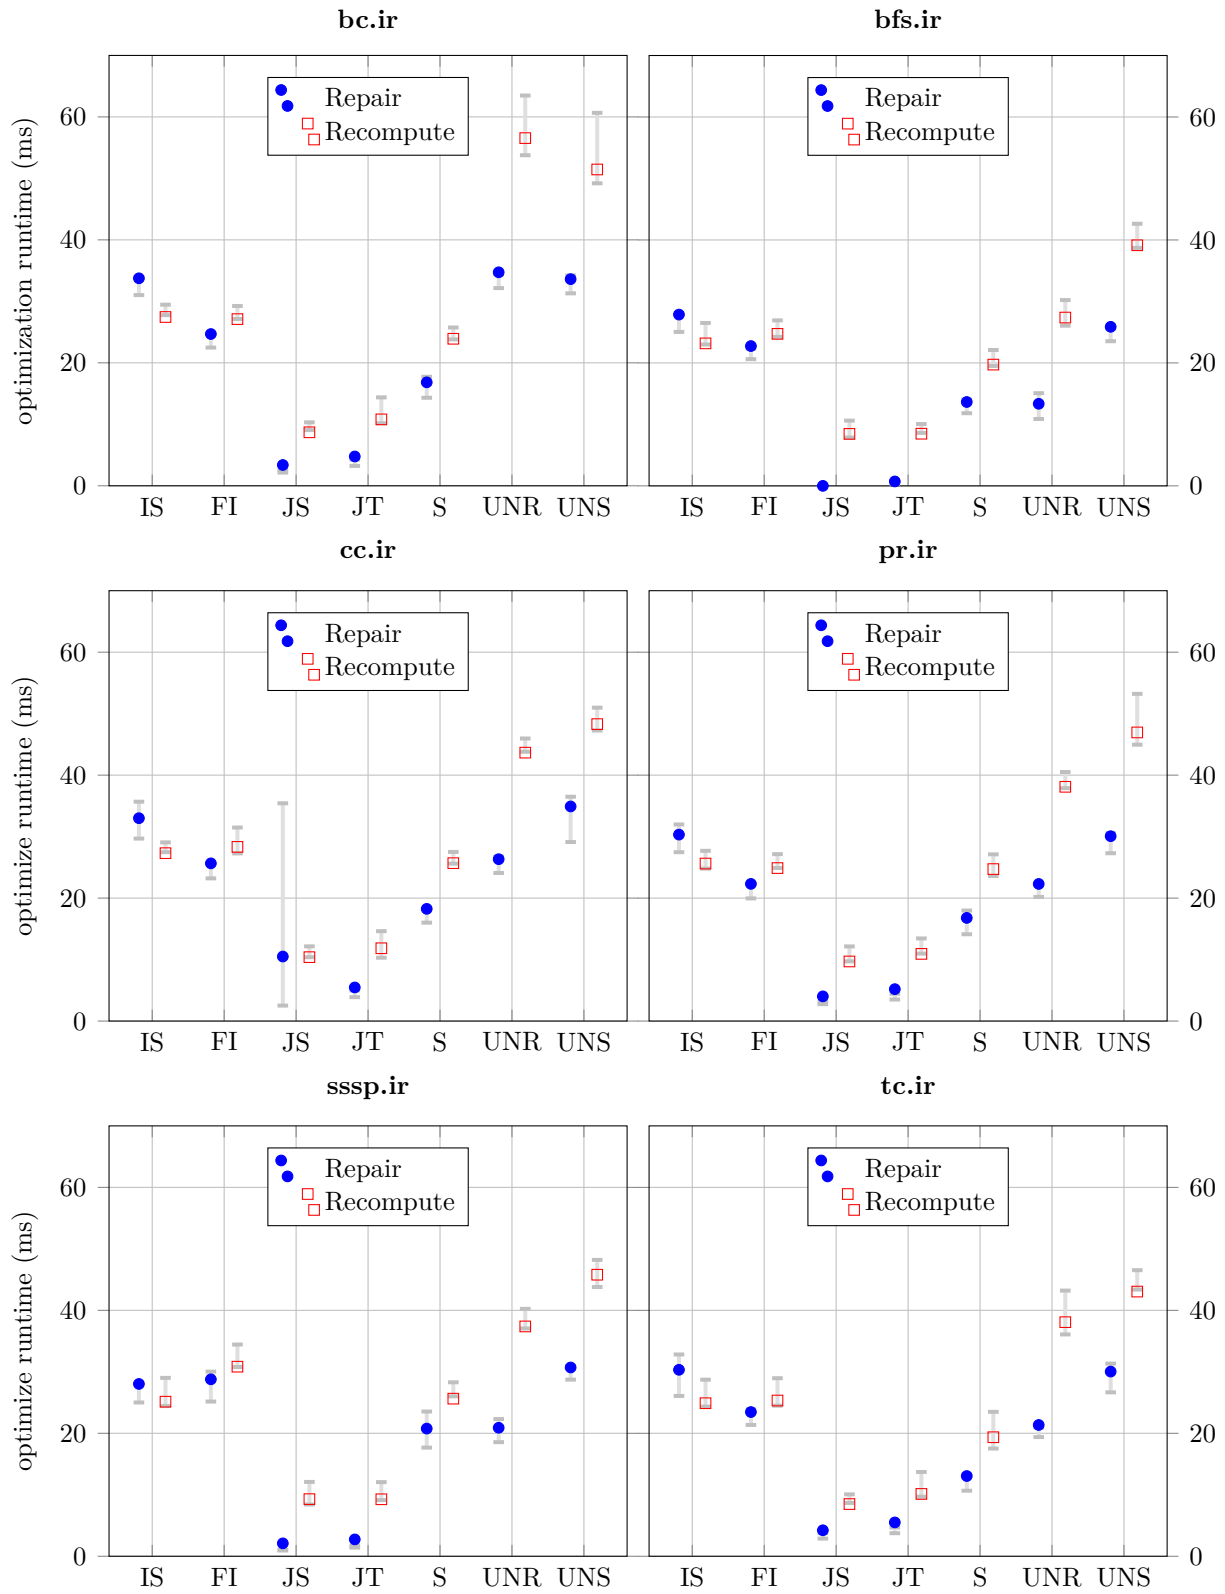 bc.ir
bfs.ir
optimization runtime (ms)
60
40
20
0
Repair
Recompute
Repair
Recompute
60
40
20
0
IS FI JS JT S UNR UNS
IS FI JS JT S UNR UNS
cc.ir
pr.ir
optimize runtime (ms)
60
40
20
0
Repair
Recompute
Repair
Recompute
60
40
20
0
IS FI JS JT S UNR UNS
IS FI JS JT S UNR UNS
sssp.ir
tc.ir
optimize runtime (ms)
60
40
20
0
Repair
Recompute
Repair
Recompute
60
40
20
0
IS FI JS JT S UNR UNS
IS FI JS JT S UNR UNS